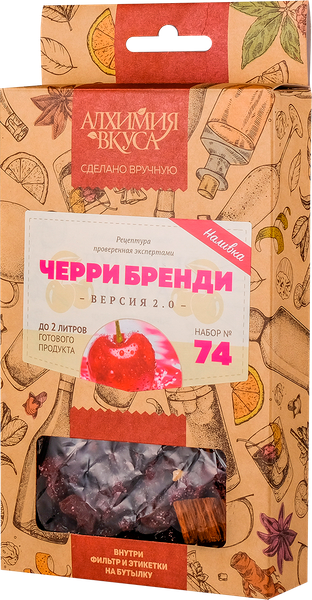 АЛХИМИЯ
ВКУСА
СДЕЛАНО ВРУЧНУЮ
Рецептура
проверенная экспертами
Наливка
ЧЕРРИ БРЕНДИ
- ВЕРСИЯ 2.0 -
ДО 2 ЛИТРОВ
ГОТОВОГО
ПРОДУКТА
НАБОР №
74
ВНУТРИ
ФИЛЬТР И ЭТИКЕТКИ
НА БУТЫЛКУ